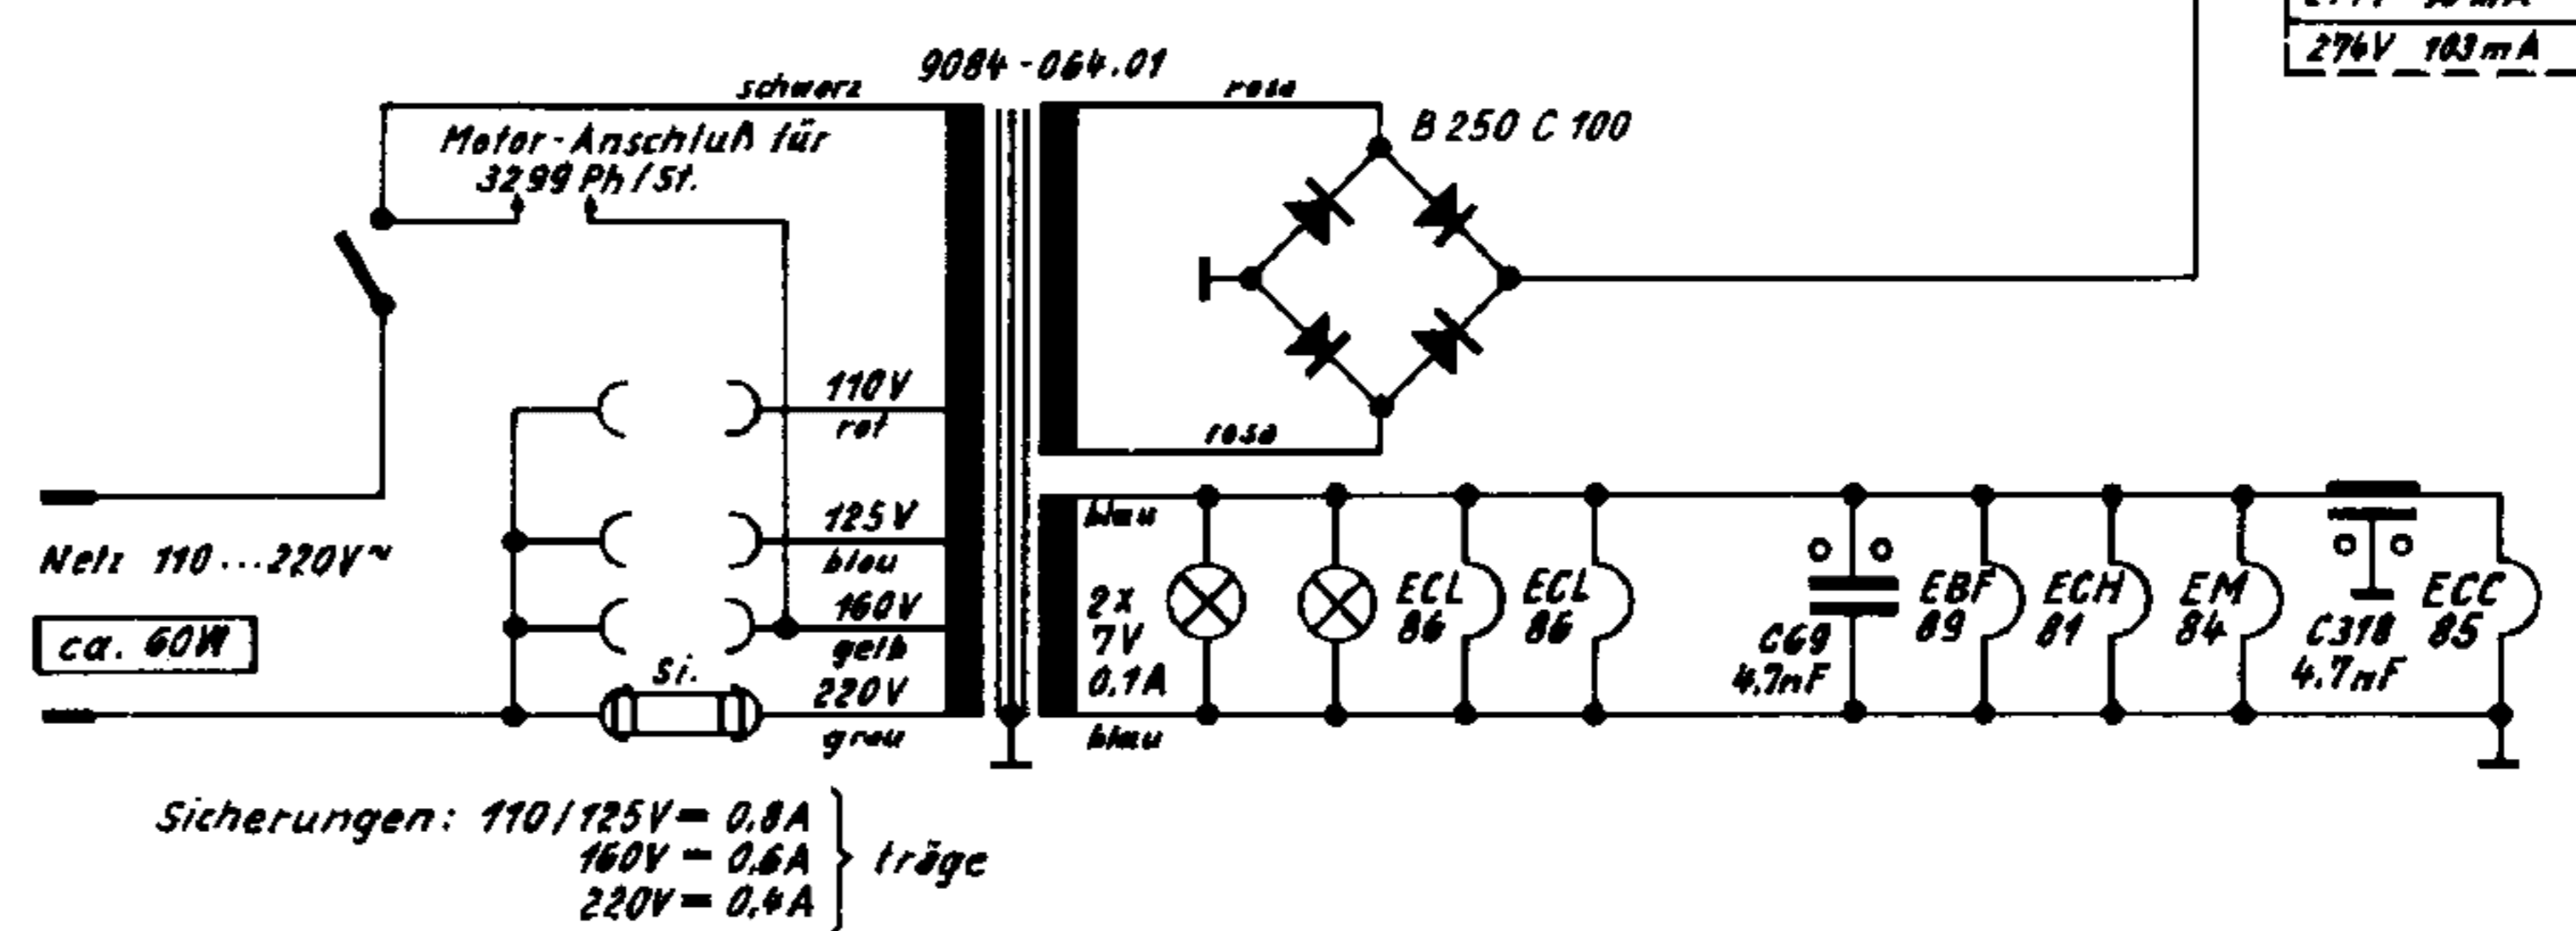 274V 103mA
9084-064.01
schwarz
rosa
B 250 C 100
Motor-Anschluß für
3299 Ph/St.
110V
rot
rosa
125V
blau
blau
Netz 110...220V~
160V
gelb
ca. 60W
Si.
220V
grau
2x
7V
0,1A
blau
ECL
86
ECL
86
C69
4,7nF
EBF
89
ECH
81
EM
84
C318
4,7nF
ECC
85
Sicherungen: 110/125V = 0,8A
160V = 0,6A
220V = 0,4A
träge